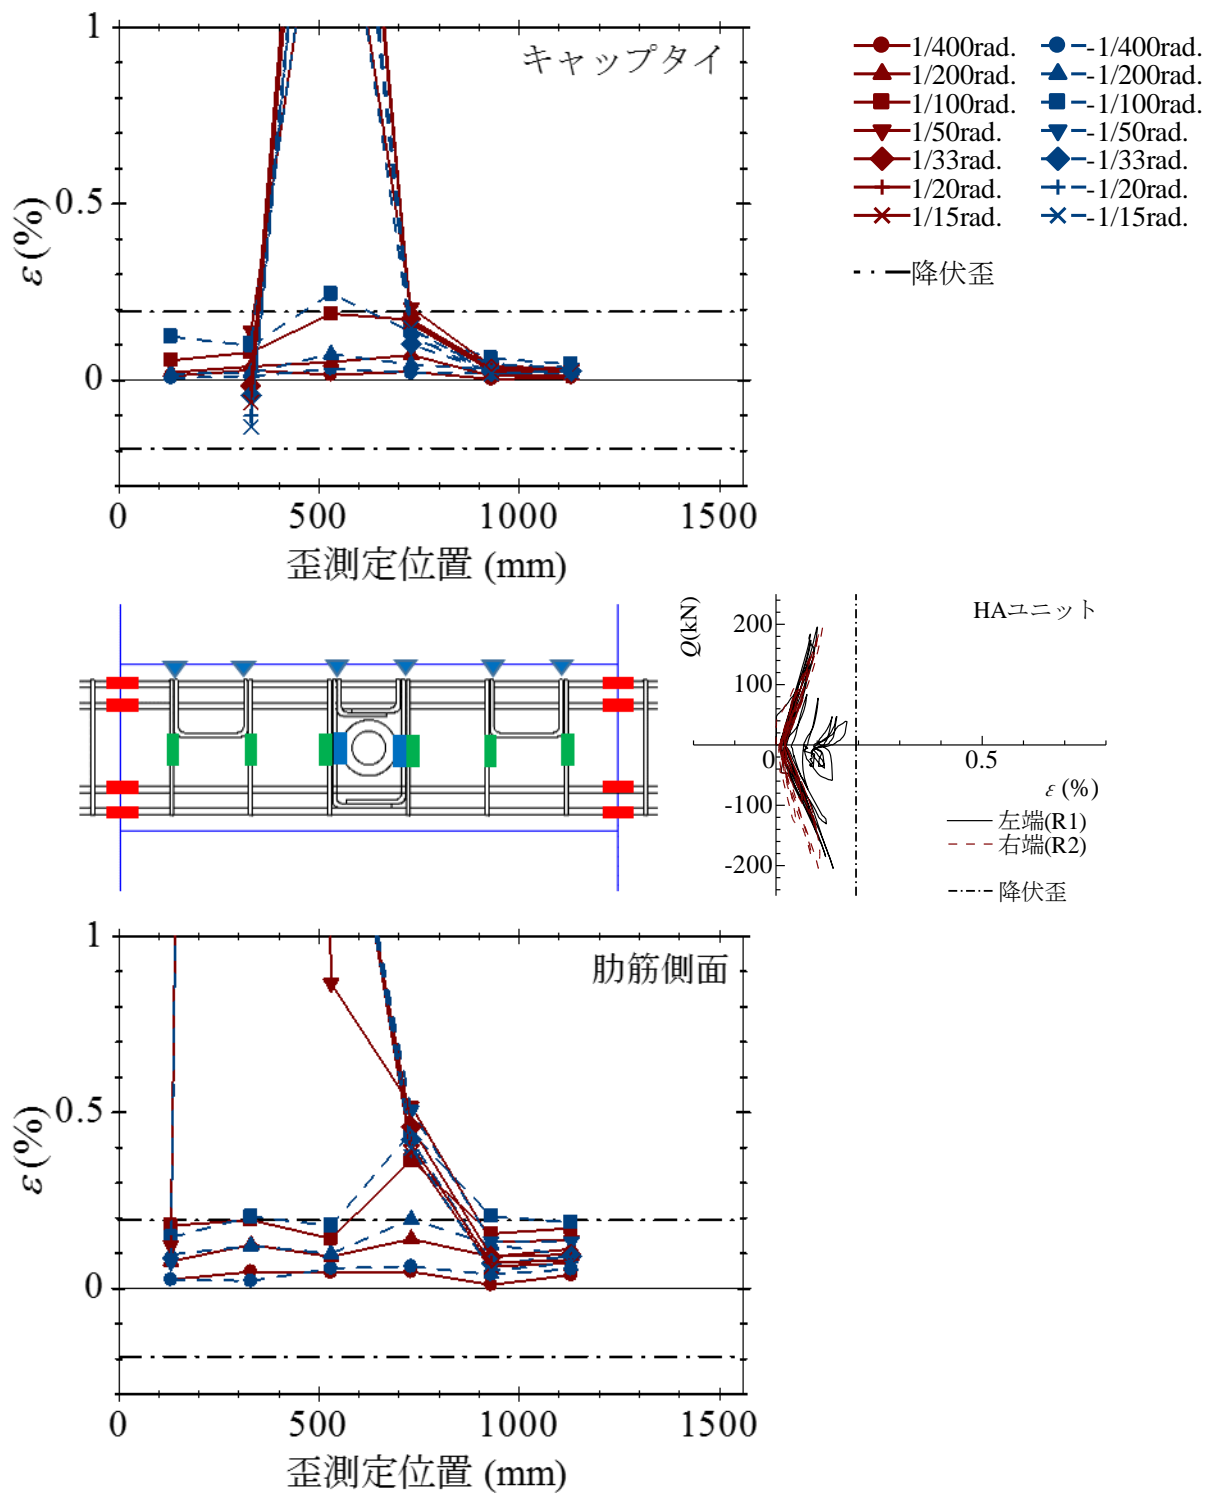 1
キャップタイ
0.5
ε(%)
0
0
500
1000
1500
歪測定位置 (mm)
1/400rad.
-1/400rad.
1/200rad.
-1/200rad.
1/100rad.
-1/100rad.
1/50rad.
-1/50rad.
1/33rad.
-1/33rad.
1/20rad.
-1/20rad.
1/15rad.
-1/15rad.
降伏歪
Q(kN)
200
HAユニット
100
0
0.5
ε (%)
-100
左端(R1)
右端(R2)
-200
降伏歪
1
肋筋側面
0.5
ε(%)
0
0
500
1000
1500
歪測定位置 (mm)